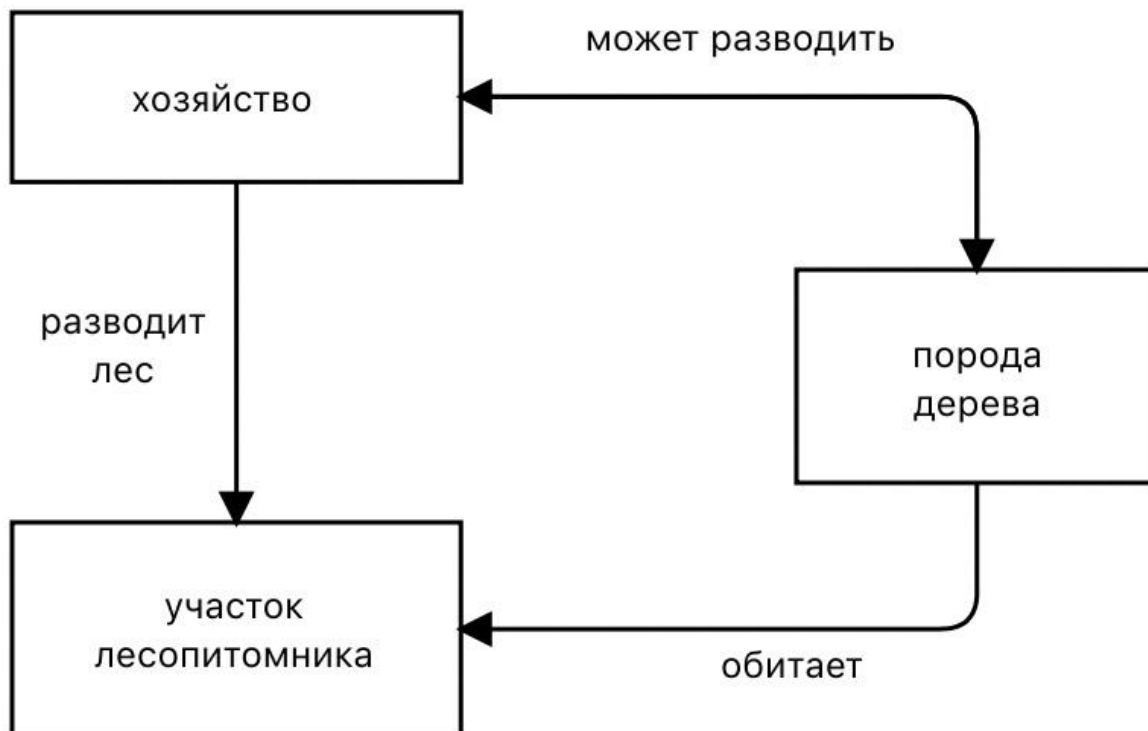 может разводить
хозяйство
разводит
лес
порода
дерева
участок
лесопитомника
обитает